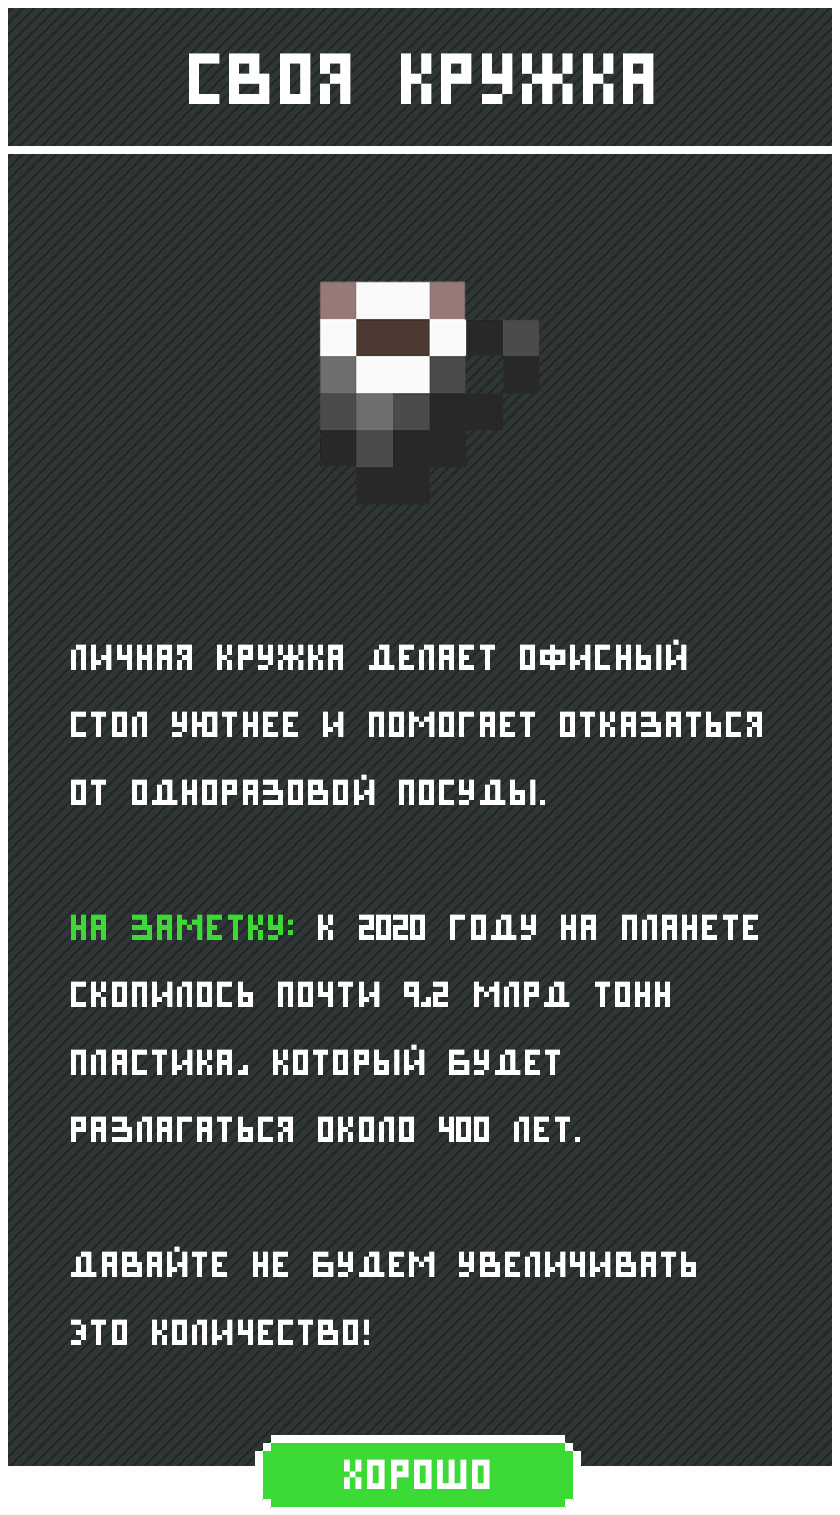 СВОЯ КРУЖКА
ЛИЧНАЯ КРУЖКА ДЕЛАЕТ ОФИСНЫЙ
СТОЛ УЮТНЕЕ И ПОМОГАЕТ ОТКАЗАТЬСЯ
ОТ ОДНОРАЗОВОЙ ПОСУДЫ.
НА ЗАМЕТКУ: К 2020 ГОДУ НА ПЛАНЕТЕ
СКОПИЛОСЬ ПОЧТИ 9,2 МЛРД ТОНН
ПЛАСТИКА, КОТОРЫЙ БУДЕТ
РАЗЛАГАТЬСЯ ОКОЛО 400 ЛЕТ.
ДАВАЙТЕ НЕ БУДЕМ УВЕЛИЧИВАТЬ
ЭТО КОЛИЧЕСТВО!
ХОРОШО